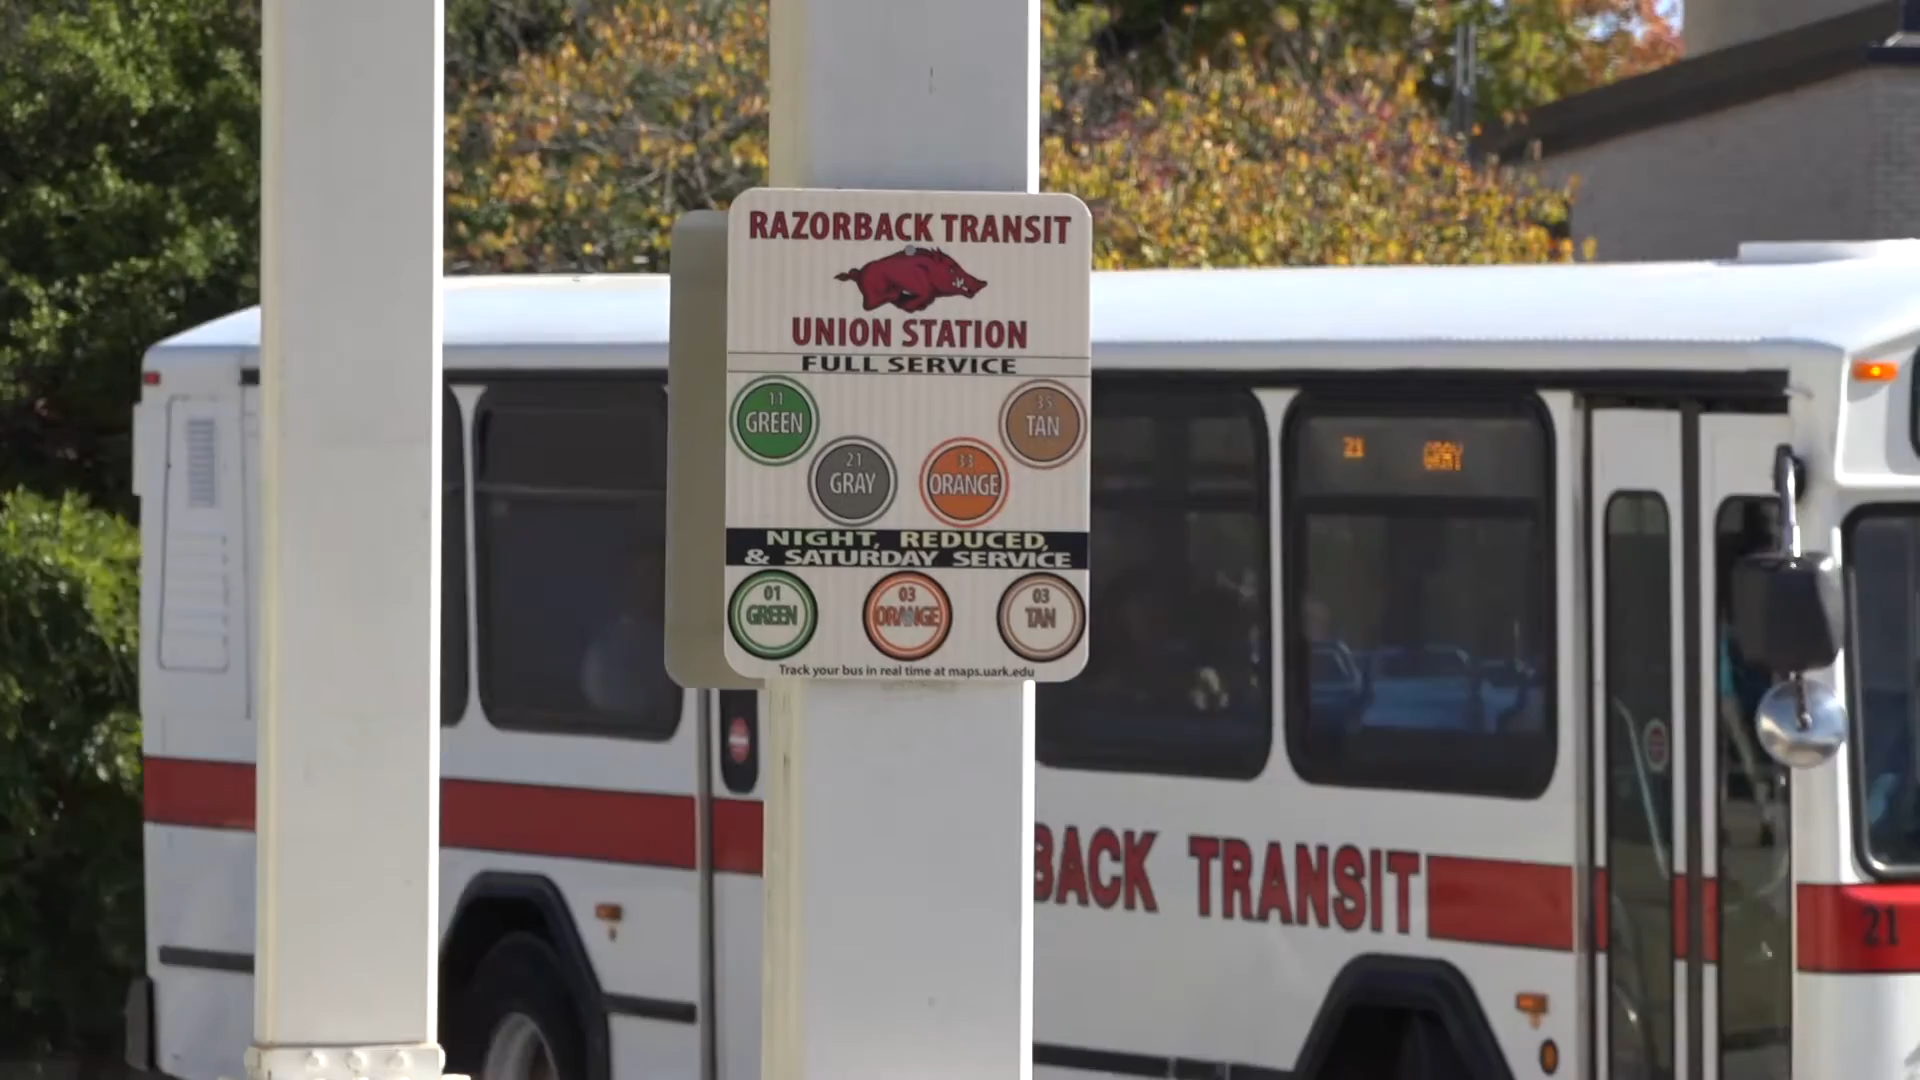 RAZORBACK TRANSIT
UNION STATION
FULL SERVICE
11
GREEN
35
TAN
21
GRAY
33
ORANGE
NIGHT, REDUCED,
& SATURDAY SERVICE
01
GREEN
03
ORANGE
03
TAN
Track your bus in real time at maps.uark.edu
21 GRAY
BACK TRANSIT
21